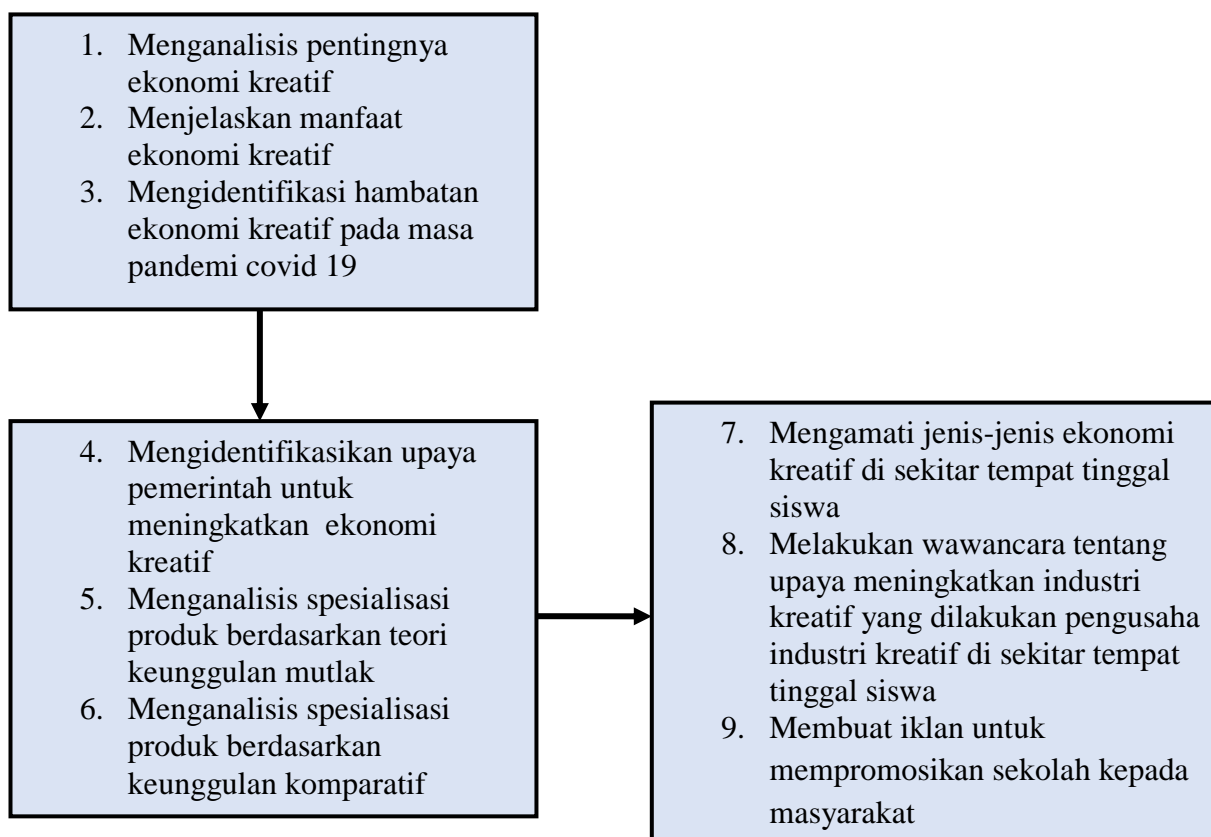 1. Menganalisis pentingnya
ekonomi kreatif
2. Menjelaskan manfaat
ekonomi kreatif
3. Mengidentifikasi hambatan
ekonomi kreatif pada masa
pandemi covid 19
4. Mengidentifikasikan upaya
pemerintah untuk
meningkatkan ekonomi
kreatif
5. Menganalisis spesialisasi
produk berdasarkan teori
keunggulan mutlak
6. Menganalisis spesialisasi
produk berdasarkan
keunggulan komparatif
7. Mengamati jenis-jenis ekonomi
kreatif di sekitar tempat tinggal
siswa
8. Melakukan wawancara tentang
upaya meningkatkan industri
kreatif yang dilakukan pengusaha
industri kreatif di sekitar tempat
tinggal siswa
9. Membuat iklan untuk
mempromosikan sekolah kepada
masyarakat